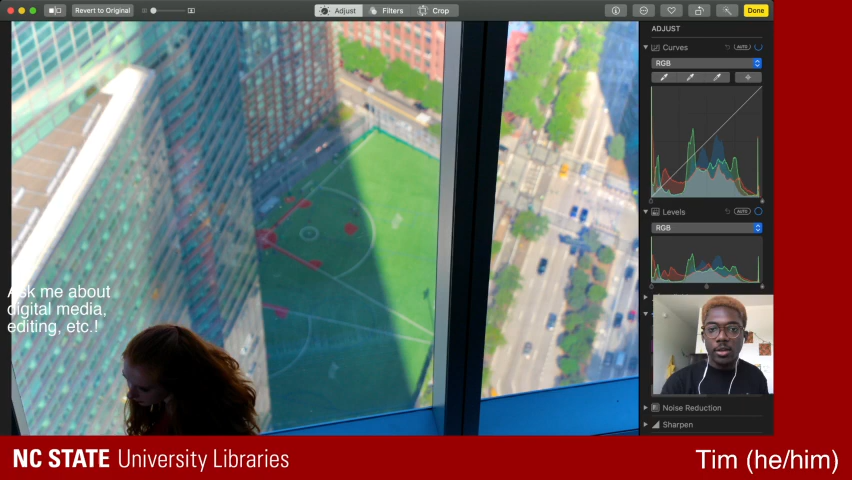 Revert to Original
Adjust
Filters
Crop
Done
ADJUST
Curves
AUTO
RGB
Levels
AUTO
RGB
Ask me about
digital media,
editing, etc.!
Noise Reduction
Sharpen
NC STATE University Libraries
Tim (he/him)